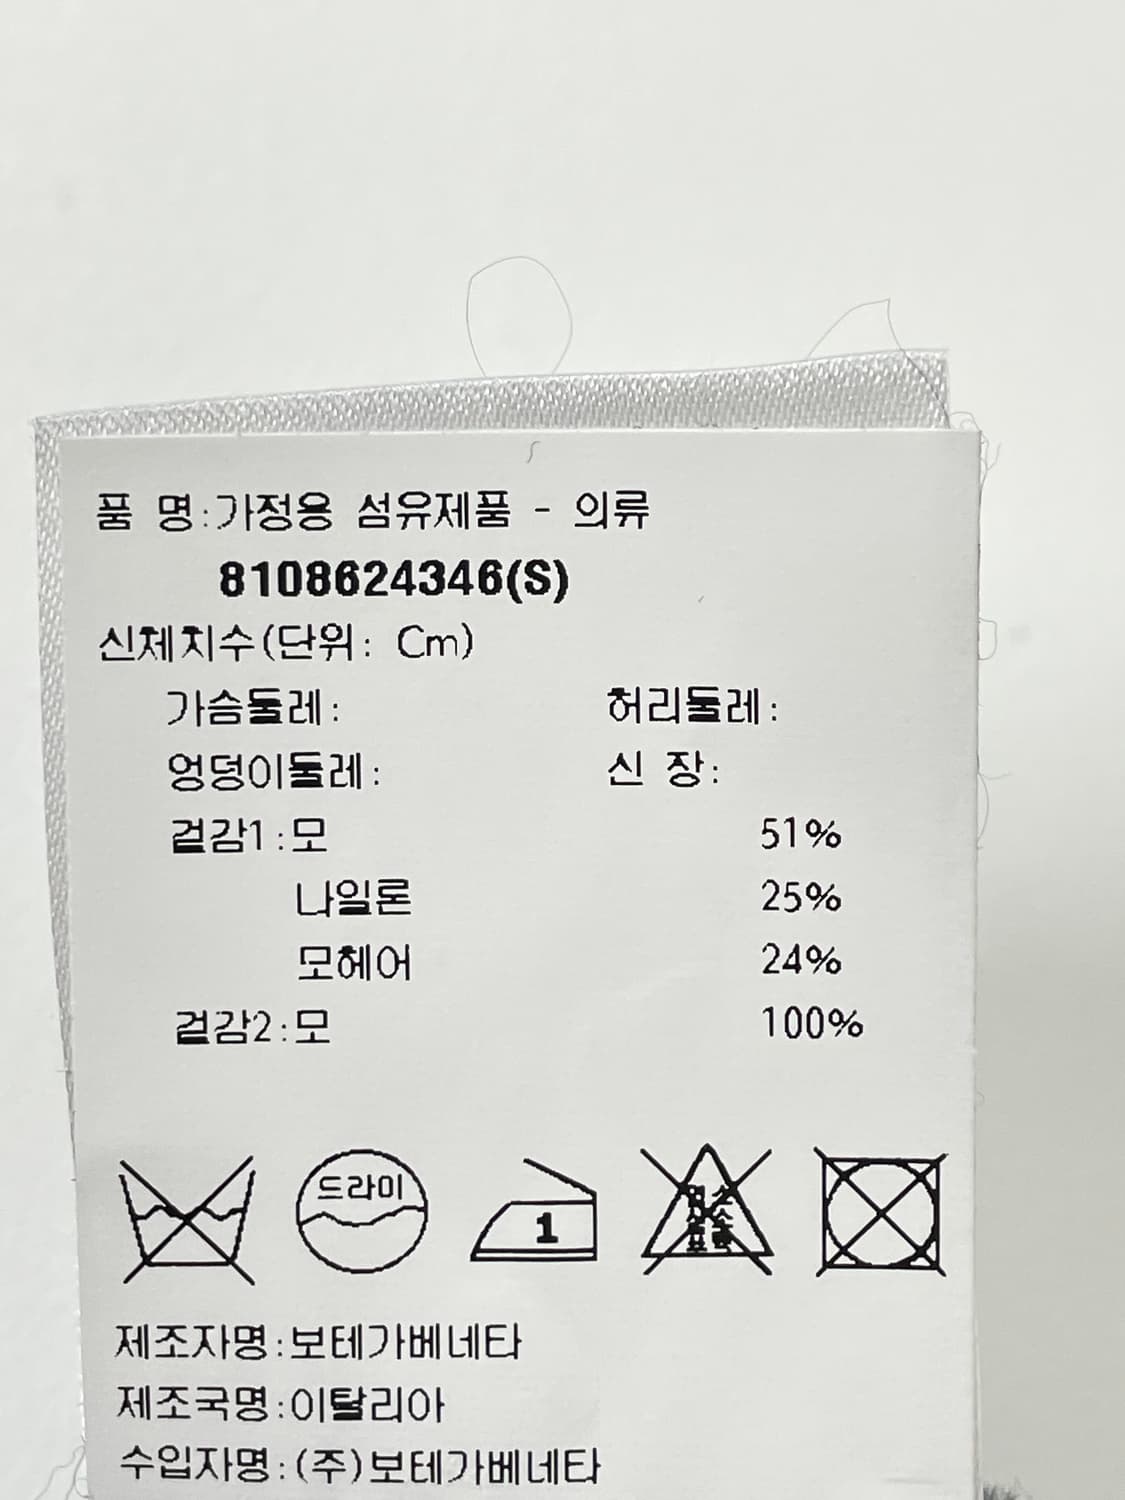 품 명:가정용 섬유제품 - 의류
8108624346(S)
신체치수(단위: Cm)
가슴둘레: 허리둘레:
엉덩이둘레: 신 장:
겉감1:모 51%
나일론 25%
모헤어 24%
겉감2:모 100%
드라이
1
제조자명:보테가베네타
제조국명:이탈리아
수입자명:(주)보테가베네타